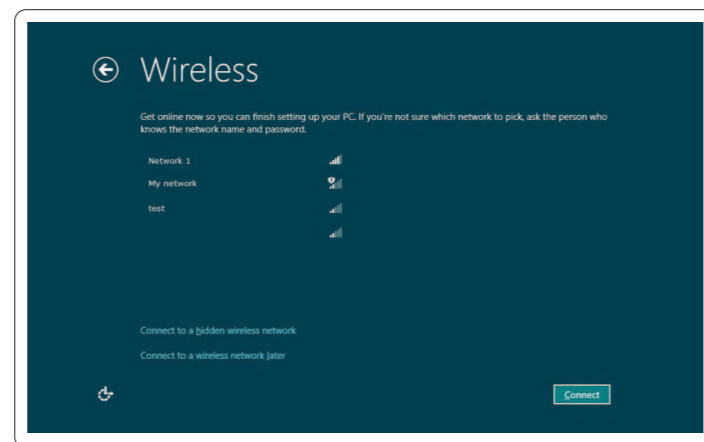 Wireless
Get online now so you can finish setting up your PC. If you're not sure which network to pick, ask the person who
knows the network name and password.
Network 1
My network
test
Connect to a hidden wireless network
Connect to a wireless network later
Connect